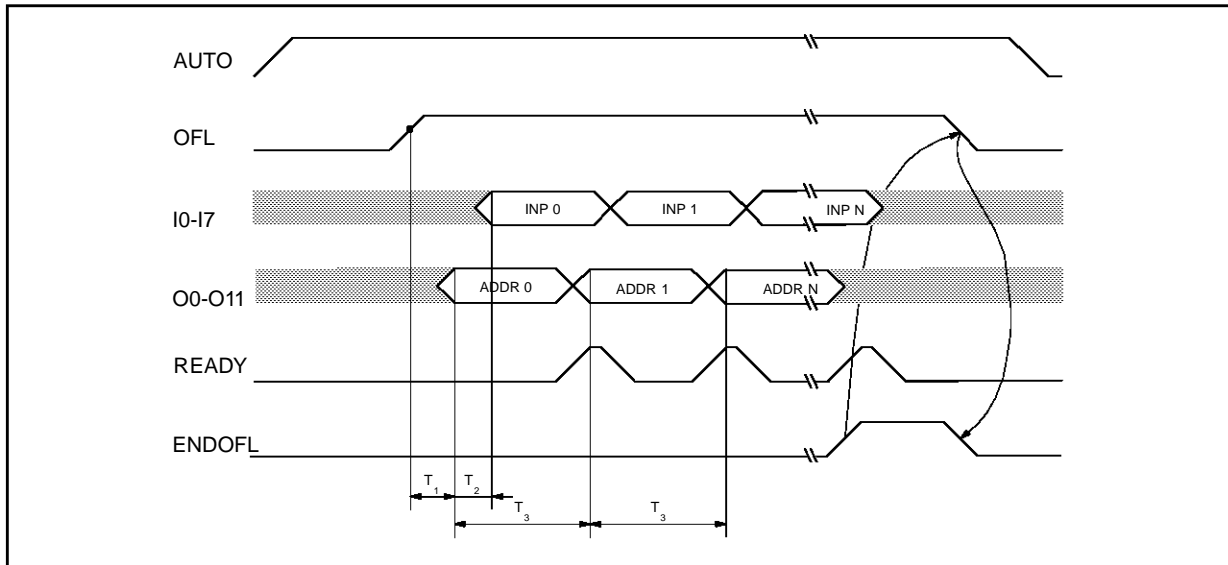 AUTO
OFL
I0-I7
INP 0
INP 1
INP N
O0-O11
ADDR 0
ADDR 1
ADDR N
READY
ENDOFL
T1
T2
T3
T3